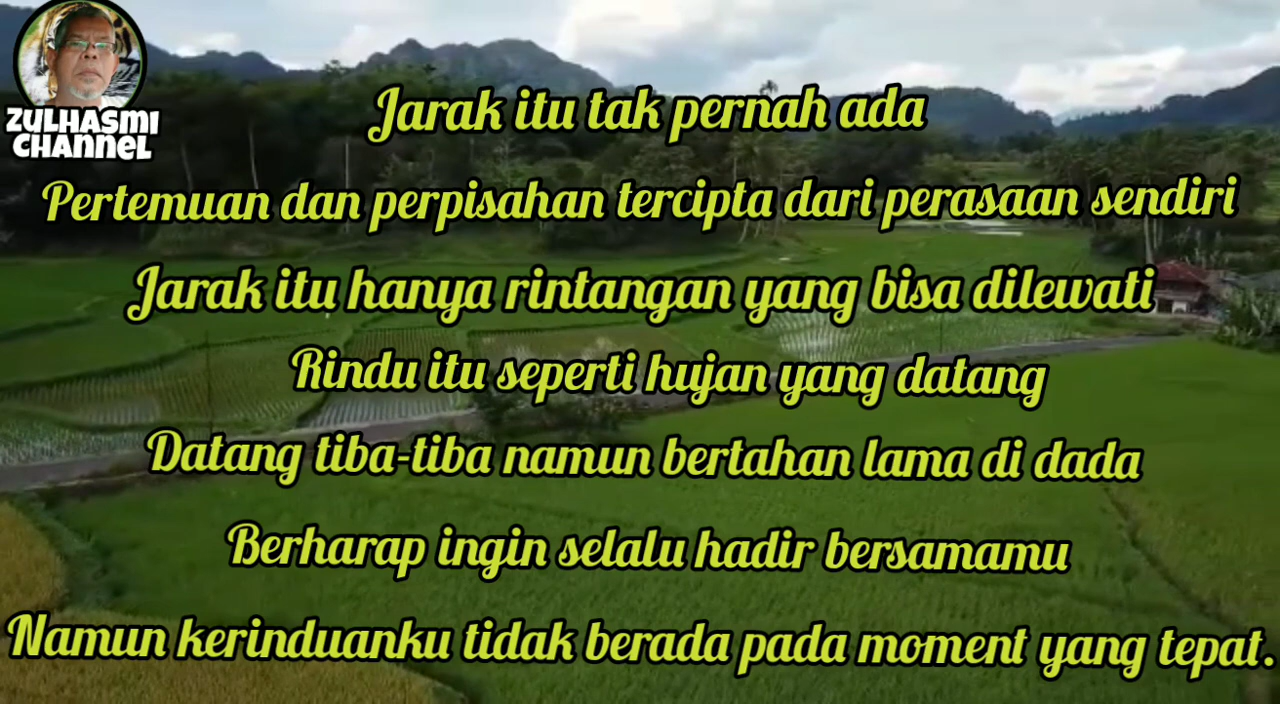 ZULHASMI
CHANNEL
Jarak itu tak pernah ada
Pertemuan dan perpisahan tercipta dari perasaan sendiri
Jarak itu hanya rintangan yang bisa dilewati
Rindu itu seperti hujan yang datang
Datang tiba-tiba namun bertahan lama di dada
Berharap ingin selalu hadir bersamamu
Namun kerinduanku tidak berada pada moment yang tepat.